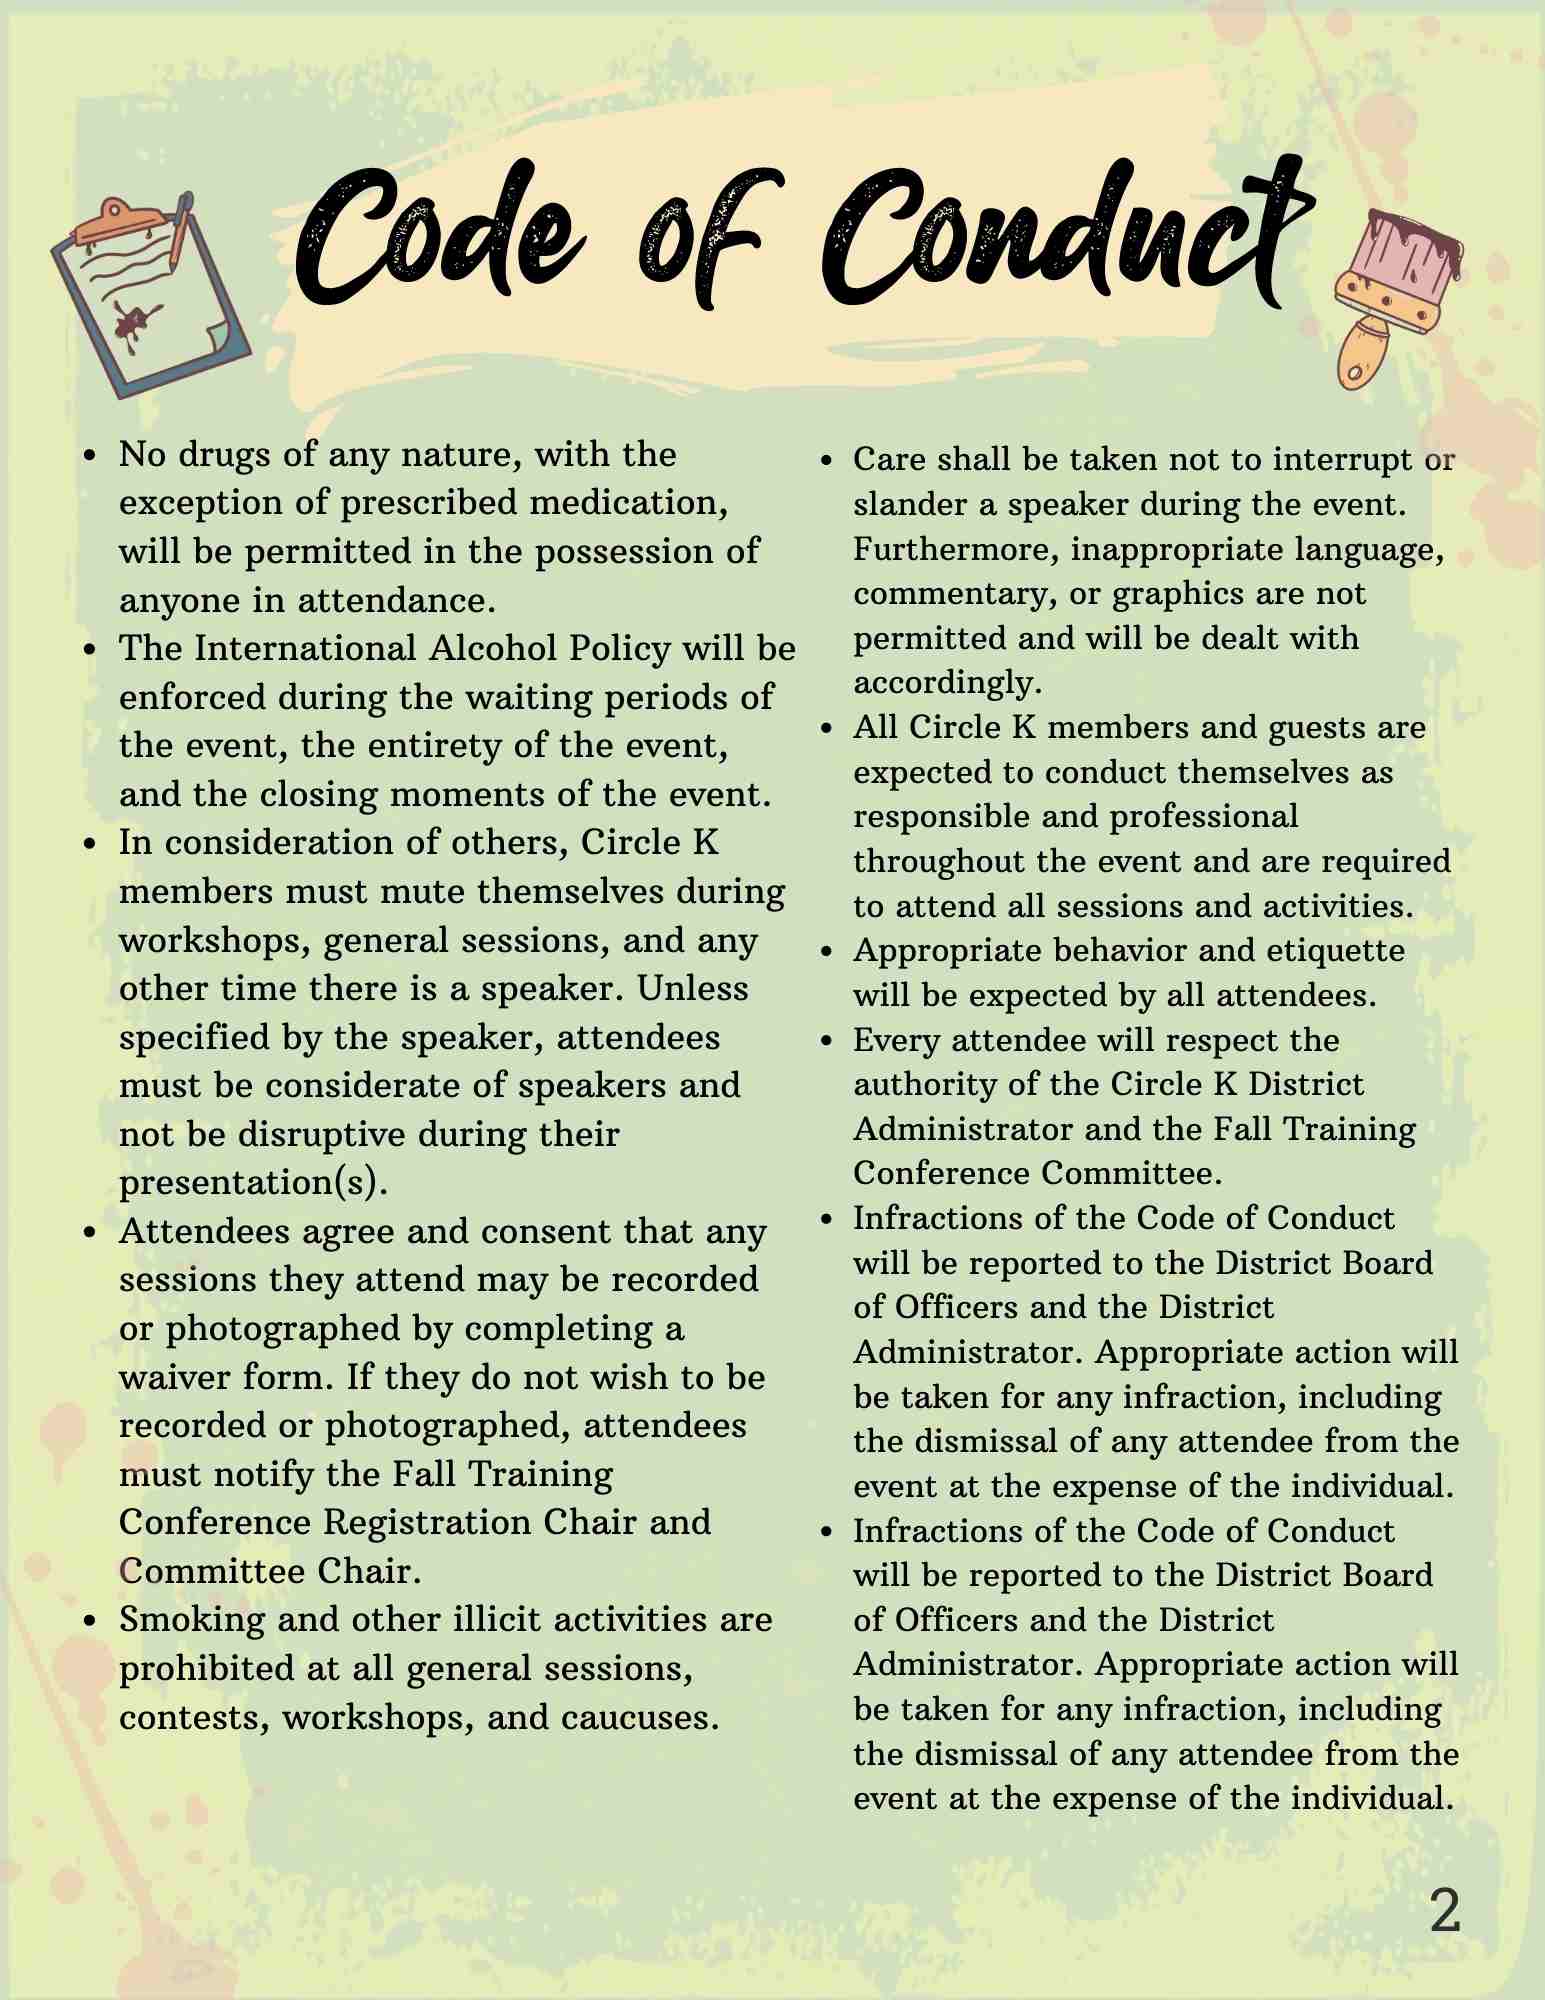 Code of Conduct
• No drugs of any nature, with the
exception of prescribed medication,
will be permitted in the possession of
anyone in attendance.
• The International Alcohol Policy will be
enforced during the waiting periods of
the event, the entirety of the event,
and the closing moments of the event.
• In consideration of others, Circle K
members must mute themselves during
workshops, general sessions, and any
other time there is a speaker. Unless
specified by the speaker, attendees
must be considerate of speakers and
not be disruptive during their
presentation(s).
• Attendees agree and consent that any
sessions they attend may be recorded
or photographed by completing a
waiver form. If they do not wish to be
recorded or photographed, attendees
must notify the Fall Training
Conference Registration Chair and
Committee Chair.
• Smoking and other illicit activities are
prohibited at all general sessions,
contests, workshops, and caucuses.
• Care shall be taken not to interrupt or
slander a speaker during the event.
Furthermore, inappropriate language,
commentary, or graphics are not
permitted and will be dealt with
accordingly.
• All Circle K members and guests are
expected to conduct themselves as
responsible and professional
throughout the event and are required
to attend all sessions and activities.
• Appropriate behavior and etiquette
will be expected by all attendees.
• Every attendee will respect the
authority of the Circle K District
Administrator and the Fall Training
Conference Committee.
• Infractions of the Code of Conduct
will be reported to the District Board
of Officers and the District
Administrator. Appropriate action will
be taken for any infraction, including
the dismissal of any attendee from the
event at the expense of the individual.
• Infractions of the Code of Conduct
will be reported to the District Board
of Officers and the District
Administrator. Appropriate action will
be taken for any infraction, including
the dismissal of any attendee from the
event at the expense of the individual.
2